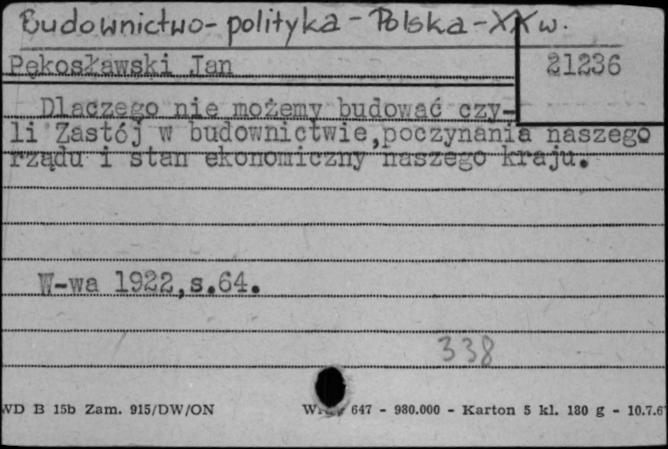 Budownictwo - polityka - Polska - XX w.
Pękosławski Jan
21236
Dlaczego nie możemy budować czy-
li Zastój w budownictwie,poczynania naszego
rządu i stan ekonomiczny naszego kraju.
W-wa 1922,s.64.
338
WD B 15b Zam. 915/DW/ON
647 - 980.000 - Karton 5 kl. 180 g - 10.7.6